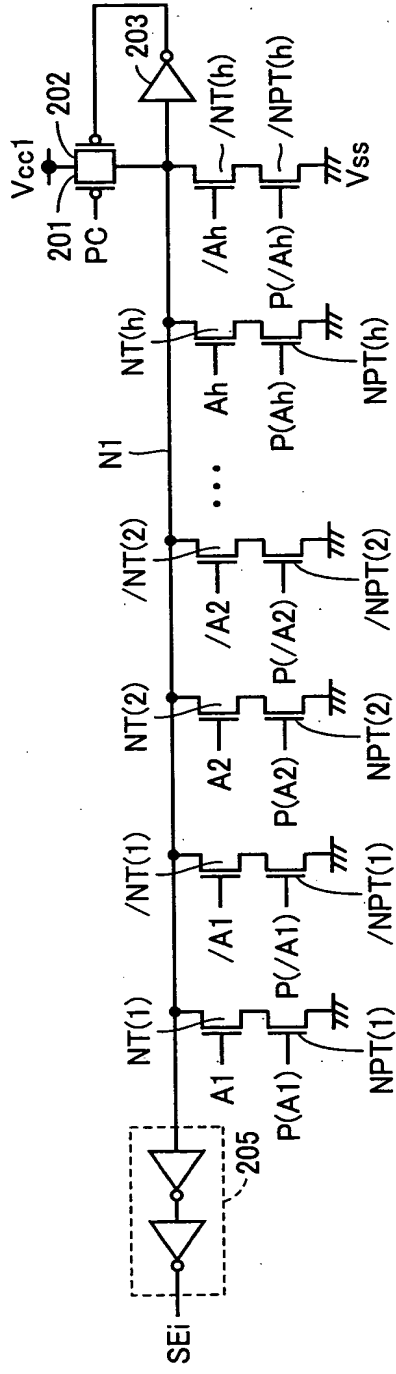 Vcc1
201
202
PC
203
N1
NT(1)
/NT(1)
NT(2)
/NT(2)
...
NT(h)
/NT(h)
SEi
205
A1
/A1
A2
/A2
Ah
/Ah
P(A1)
P(/A1)
P(A2)
P(/A2)
P(Ah)
P(/Ah)
NPT(1)
/NPT(1)
NPT(2)
/NPT(2)
NPT(h)
/NPT(h)
Vss